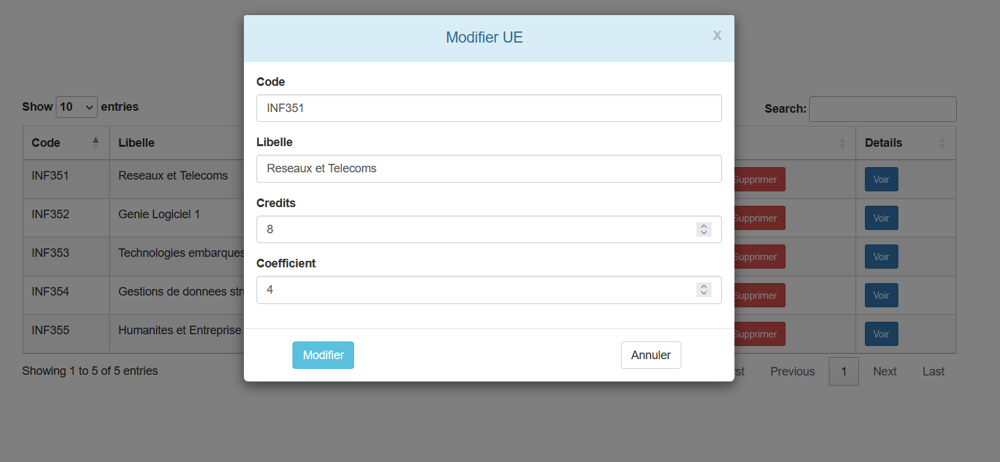 Modifier UE
x
Code
INF351
Libelle
Reseaux et Telecoms
Credits
8
Coefficient
4
Modifier Annuler
Show 10 entries
Search:
Code Libelle Details
INF351 Reseaux et Telecoms Supprimer Voir
INF352 Genie Logiciel 1 Supprimer Voir
INF353 Technologies embarques Supprimer Voir
INF354 Gestions de donnees Supprimer Voir
INF355 Humanites et Entreprise Supprimer Voir
Showing 1 to 5 of 5 entries
Previous 1 Next Last